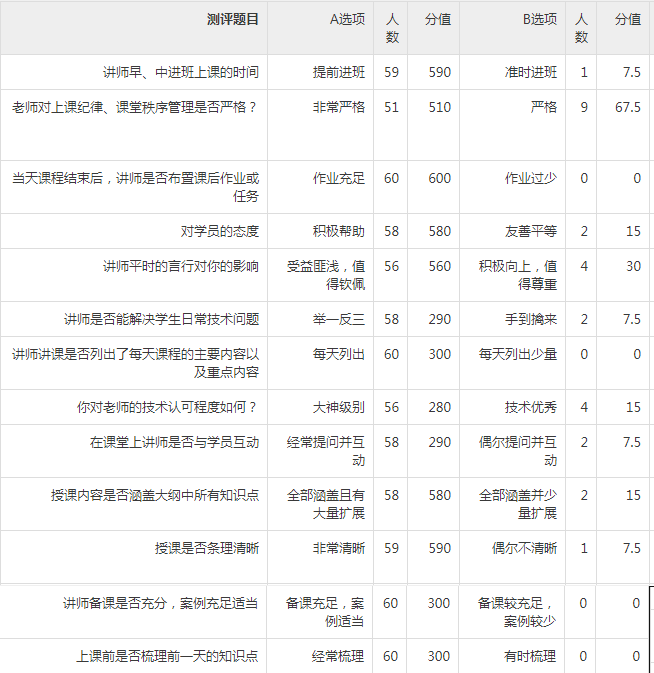 测评题目 A选项 人数 分值 B选项 人数 分值
讲师早、中进班上课的时间 提前进班 59 590 准时进班 1 7.5
老师对上课纪律、课堂秩序管理是否严格？ 非常严格 51 510 严格 9 67.5
当天课程结束后，讲师是否布置课后作业或任务 作业充足 60 600 作业过少 0 0
对学员的态度 积极帮助 58 580 友善平等 2 15
讲师平时的言行对你的影响 受益匪浅，值得钦佩 56 560 积极向上，值得尊重 4 30
讲师是否能解决学生日常技术问题 举一反三 58 290 手到擒来 2 7.5
讲师讲课是否列出了每天课程的主要内容以及重点内容 每天列出 60 300 每天列出少量 0 0
你对老师的技术认可程度如何？ 大神级别 56 280 技术优秀 4 15
在课堂上讲师是否与学员互动 经常提问并互动 58 290 偶尔提问并互动 2 7.5
授课内容是否涵盖大纲中所有知识点 全部涵盖且有大量扩展 58 580 全部涵盖并少量扩展 2 15
授课是否条理清晰 非常清晰 59 590 偶尔不清晰 1 7.5
讲师备课是否充分，案例充足适当 备课充足，案例适当 60 300 备课较充足，案例较少 0 0
上课前是否梳理前一天的知识点 经常梳理 60 300 有时梳理 0 0